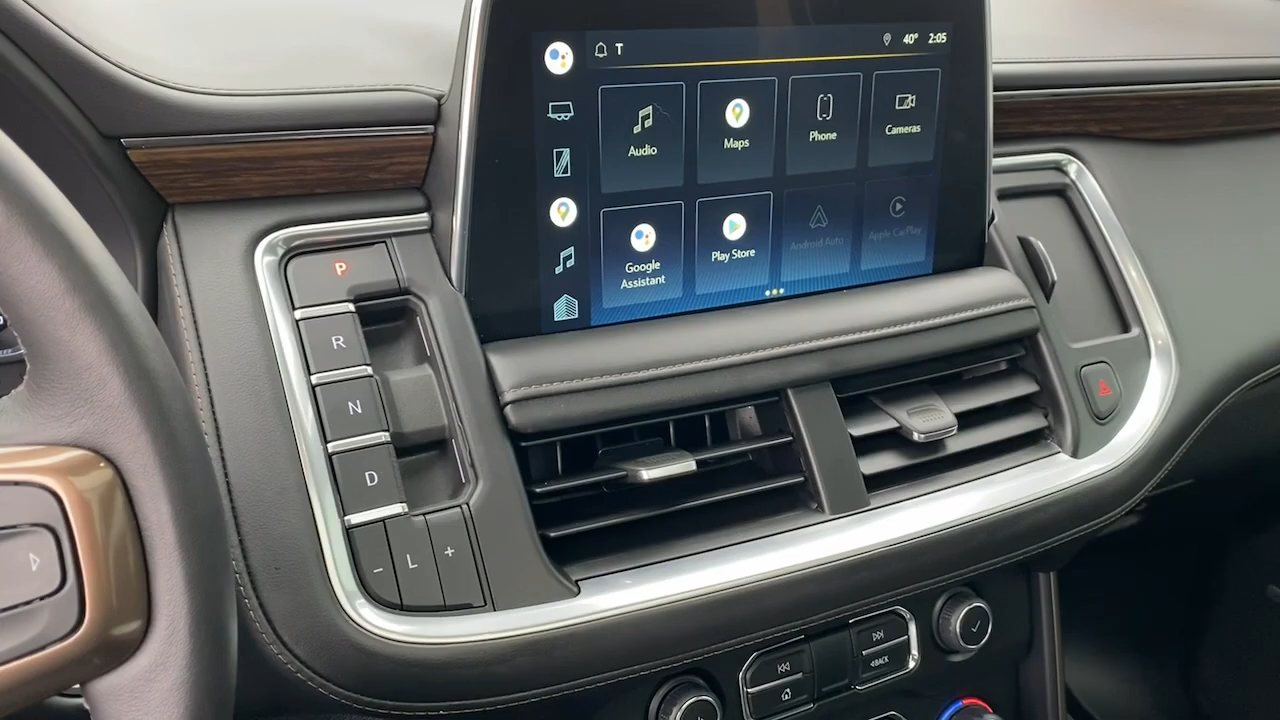 T
40° 2:05
Audio
Maps
Phone
Cameras
Google
Assistant
Play Store
Android Auto
Apple CarPlay
P
R
N
D
- L +
BACK